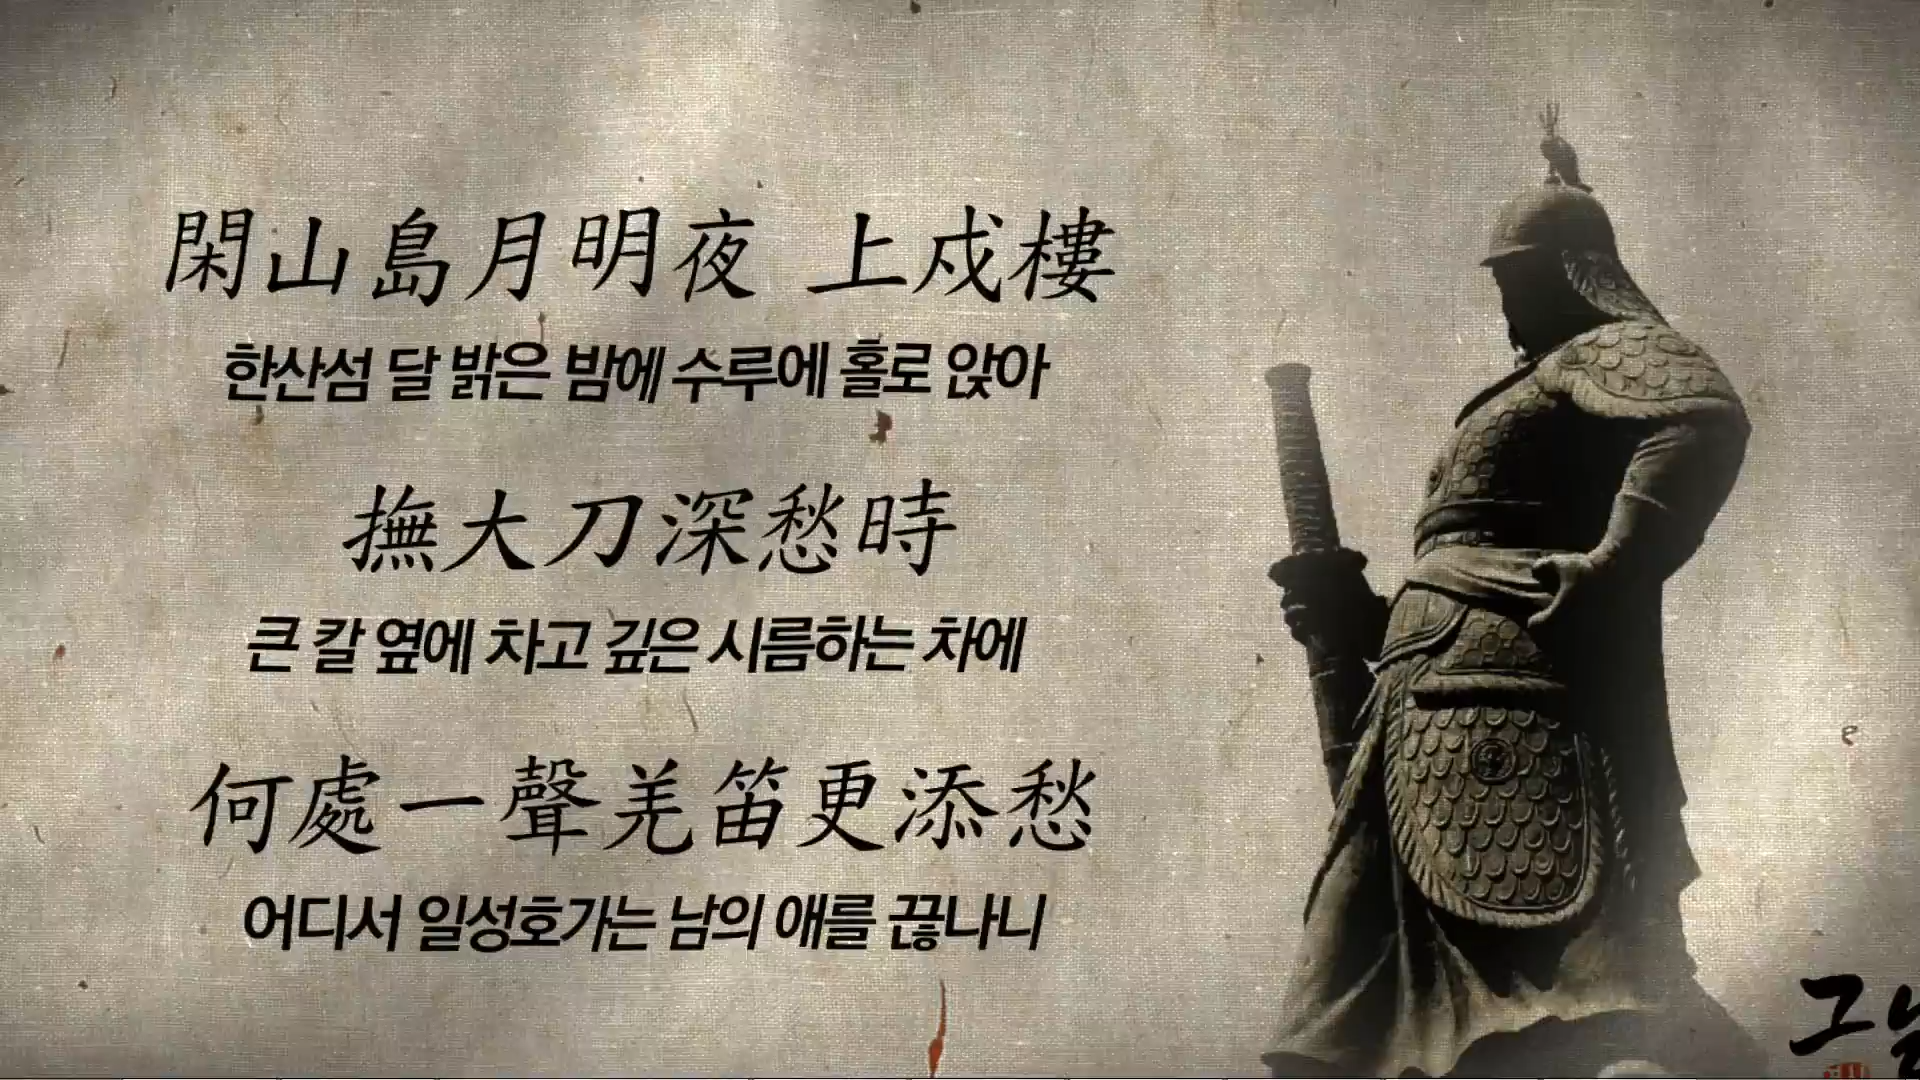 閑山島月明夜 上戍樓
한산섬 달 밝은 밤에 수루에 홀로 앉아
撫大刀深愁時
큰 칼 옆에 차고 깊은 시름하는 차에
何處一聲羌笛更添愁
어디서 일성호가는 남의 애를 끊나니
그날